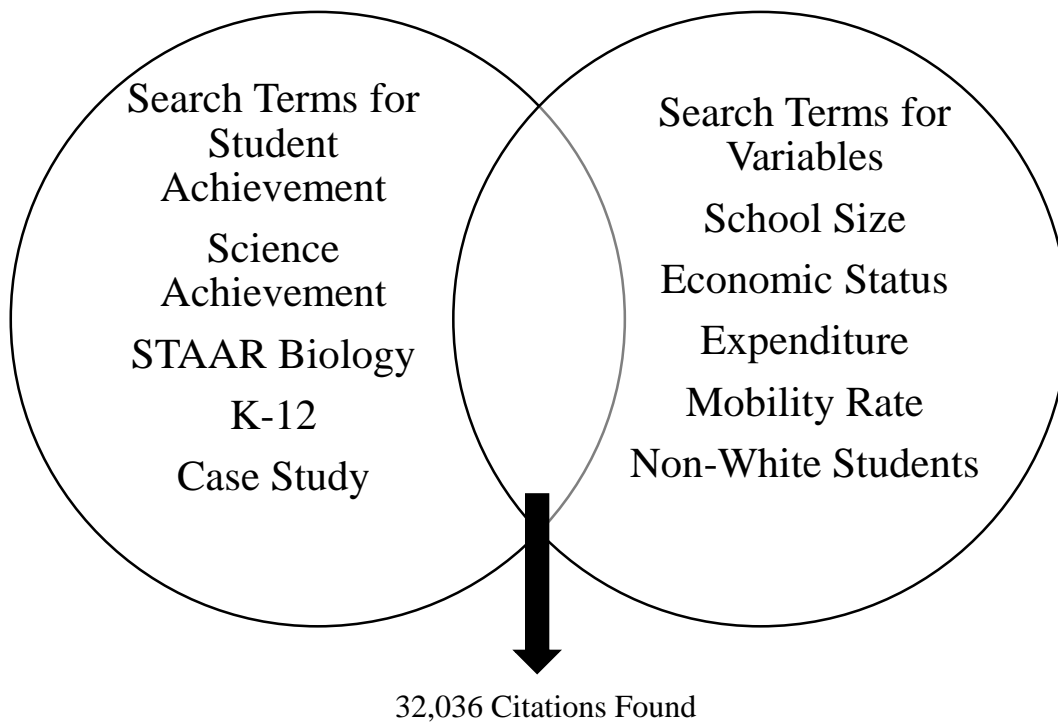 Search Terms for
Student
Achievement
Science
Achievement
STAAR Biology
K-12
Case Study
Search Terms for
Variables
School Size
Economic Status
Expenditure
Mobility Rate
Non-White Students
32,036 Citations Found